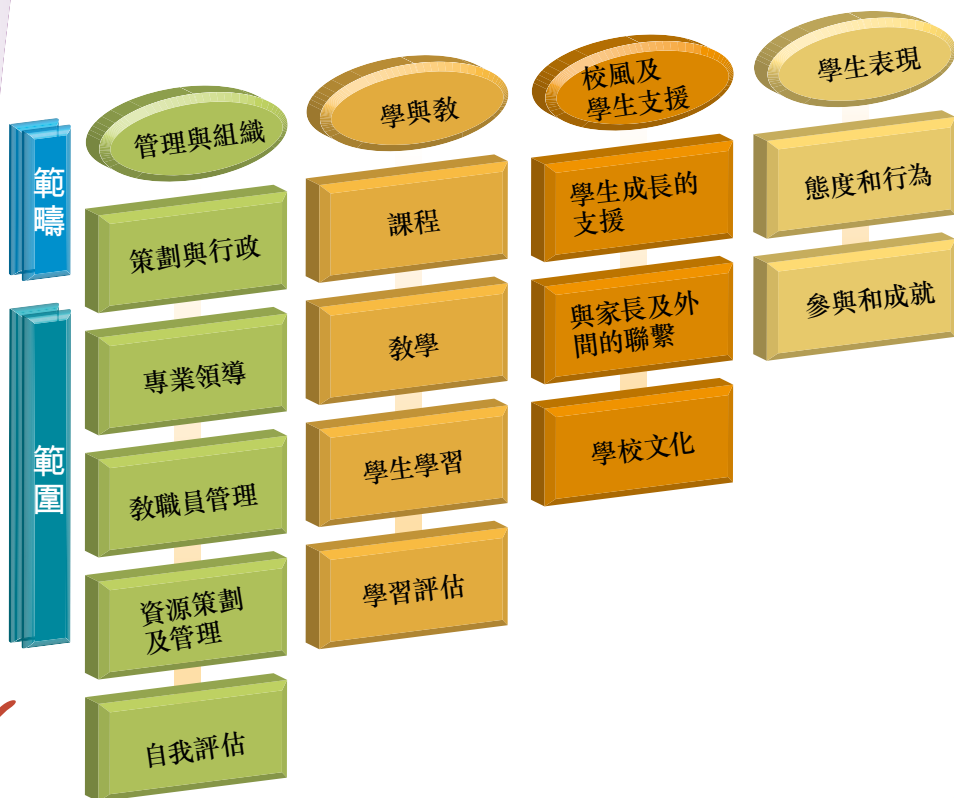 範疇
範圍
管理與組織
策劃與行政
專業領導
教職員管理
資源策劃
及管理
自我評估
學與教
課程
教學
學生學習
學習評估
校風及
學生支援
學生成長的
支援
與家長及外
間的聯繫
學校文化
學生表現
態度和行為
參與和成就